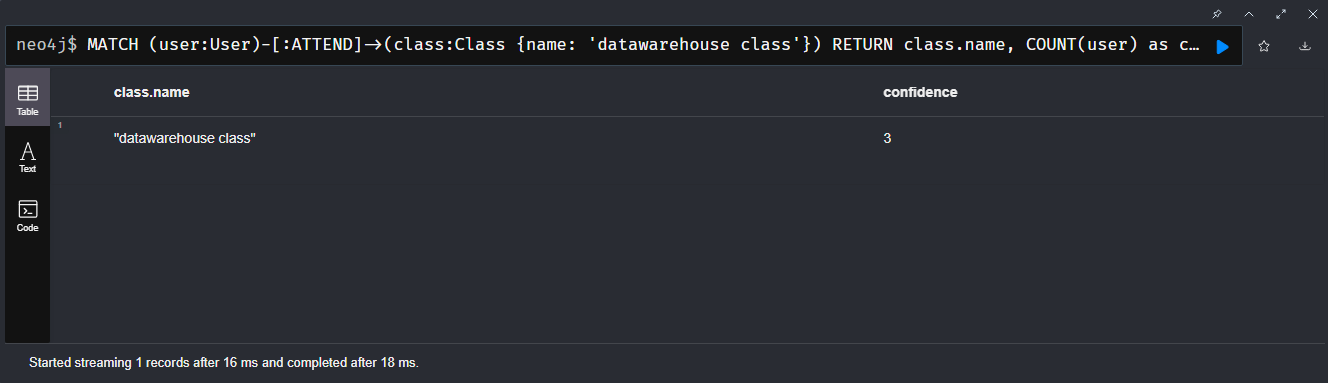 neo4j$ MATCH (user:User)-[:ATTEND]→(class:Class {name: 'datawarehouse class'}) RETURN class.name, COUNT(user) as c…
Table
class.name confidence
1
"datawarehouse class" 3
Text
Code
Started streaming 1 records after 16 ms and completed after 18 ms.